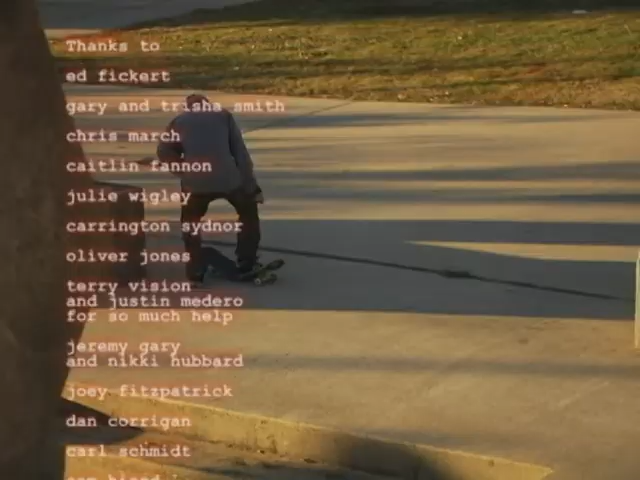 Thanks to
ed fickert
gary and trisha smith
chris march
caitlin fannon
julie wigley
carrington sydnor
oliver jones
terry vision
and justin medero
for so much help
jeremy gary
and nikki hubbard
joey fitzpatrick
dan corrigan
carl schmidt